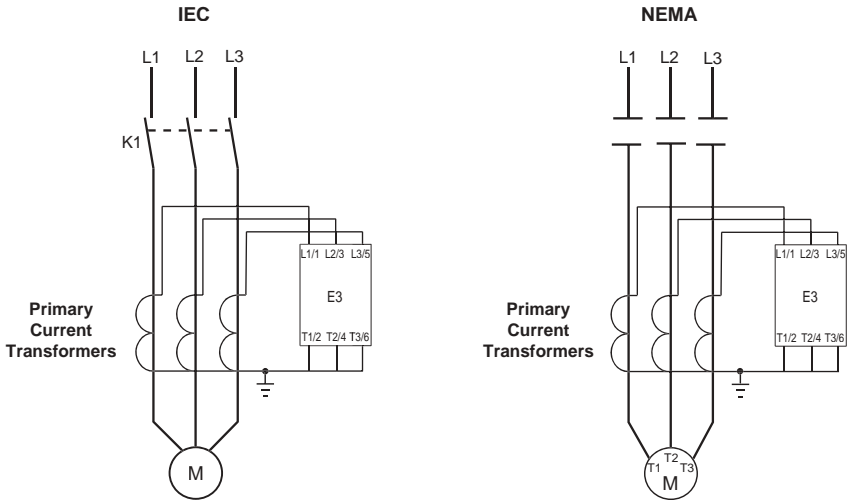 IEC
L1 L2 L3
K1
L1/1 L2/3 L3/5
E3
T1/2 T2/4 T3/6
Primary
Current
Transformers
M
NEMA
L1 L2 L3
L1/1 L2/3 L3/5
E3
T1/2 T2/4 T3/6
Primary
Current
Transformers
T1 T2 T3
M